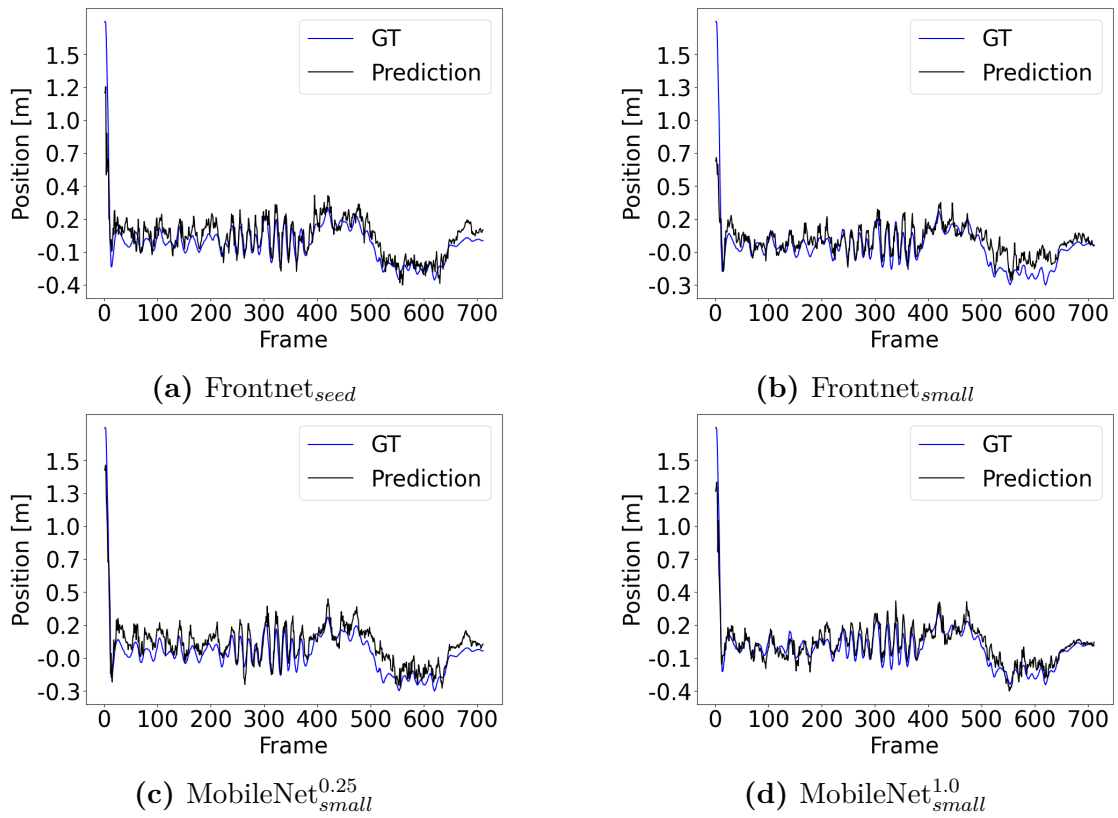 GT
Prediction
Position [m]
1.5
1.2
1.0
0.7
0.4
0.2
-0.1
-0.4
0 100 200 300 400 500 600 700
Frame
(a) Frontnet_seed
GT
Prediction
Position [m]
1.5
1.3
1.0
0.7
0.5
0.2
-0.1
-0.3
0 100 200 300 400 500 600 700
Frame
(b) Frontnet_small
GT
Prediction
Position [m]
1.5
1.3
1.0
0.7
0.5
0.2
-0.0
-0.3
0 100 200 300 400 500 600 700
Frame
(c) MobileNet^0.25_small
GT
Prediction
Position [m]
1.5
1.2
1.0
0.7
0.4
0.2
-0.1
-0.4
0 100 200 300 400 500 600 700
Frame
(d) MobileNet^1.0_small